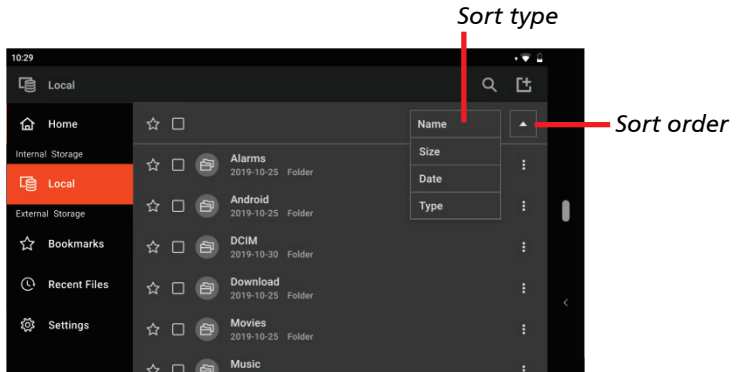 Sort type
10:29
Local
Home
Name
Sort order
Internal Storage
Size
Alarms
2019-10-25 Folder
Local
Date
External Storage
Android
2019-10-25 Folder
Type
Bookmarks
DCIM
2019-10-30 Folder
Recent Files
Download
2019-10-25 Folder
Settings
Movies
2019-10-25 Folder
Music